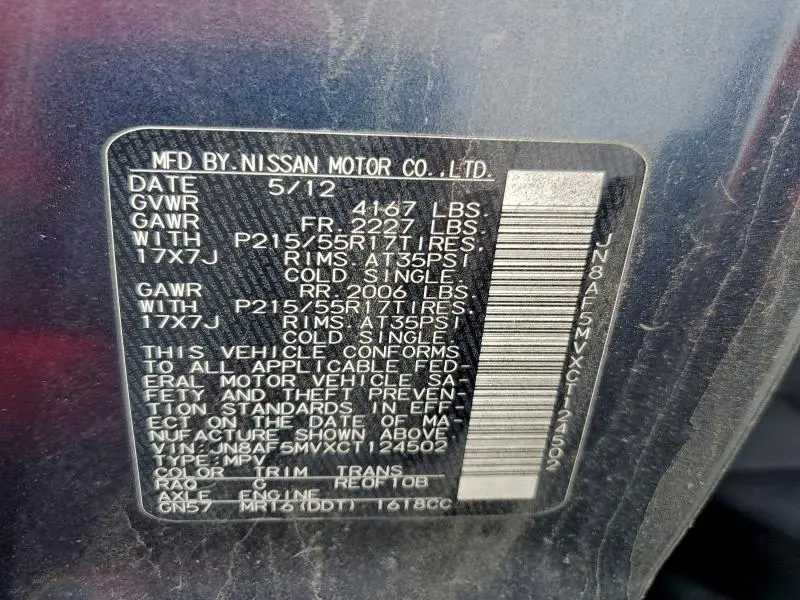 MFD BY.NISSAN MOTOR CO.,LTD.
DATE 5/12
GVWR 4167 LBS.
GAWR FR. 2227 LBS.
WITH P215/55R17TIRES,
17X7J RIMS AT35PSI
COLD SINGLE.
GAWR RR. 2006 LBS.
WITH P215/55R17TIRES,
17X7J RIMS AT35PSI
COLD SINGLE.
THIS VEHICLE CONFORMS
TO ALL APPLICABLE FED-
ERAL MOTOR VEHICLE SA-
FETY AND THEFT PREVEN-
TION STANDARDS IN EFF-
ECT ON THE DATE OF MA-
NUFACTURE SHOWN ABOVE.
VIN:JN8AF5MVXCT124502
TYPE:MPV
COLOR TRIM TRANS
RAQ G RE0F10B
AXLE ENGINE
GN57 MR16(DDT) 1618CC
JN8AF5MVXCT124502